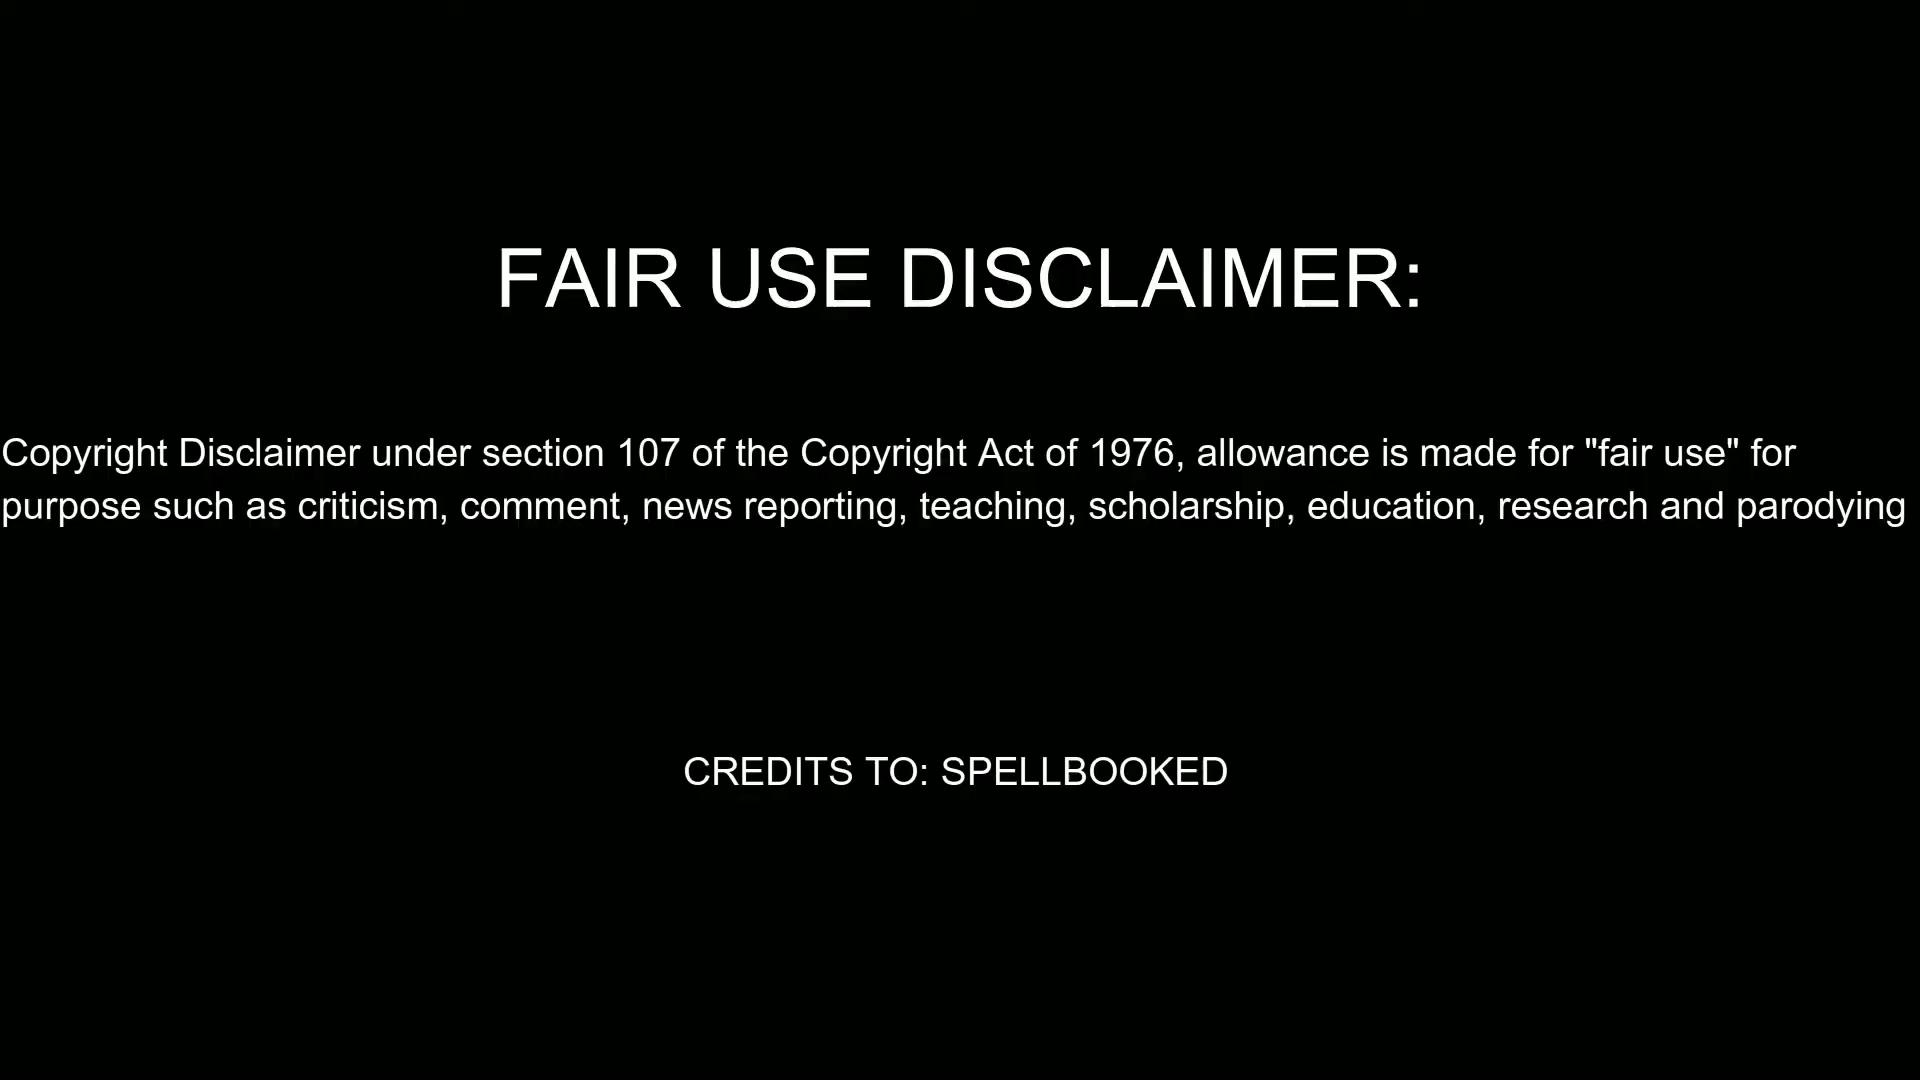 FAIR USE DISCLAIMER:
Copyright Disclaimer under section 107 of the Copyright Act of 1976, allowance is made for "fair use" for
purpose such as criticism, comment, news reporting, teaching, scholarship, education, research and parodying
CREDITS TO: SPELLBOOKED